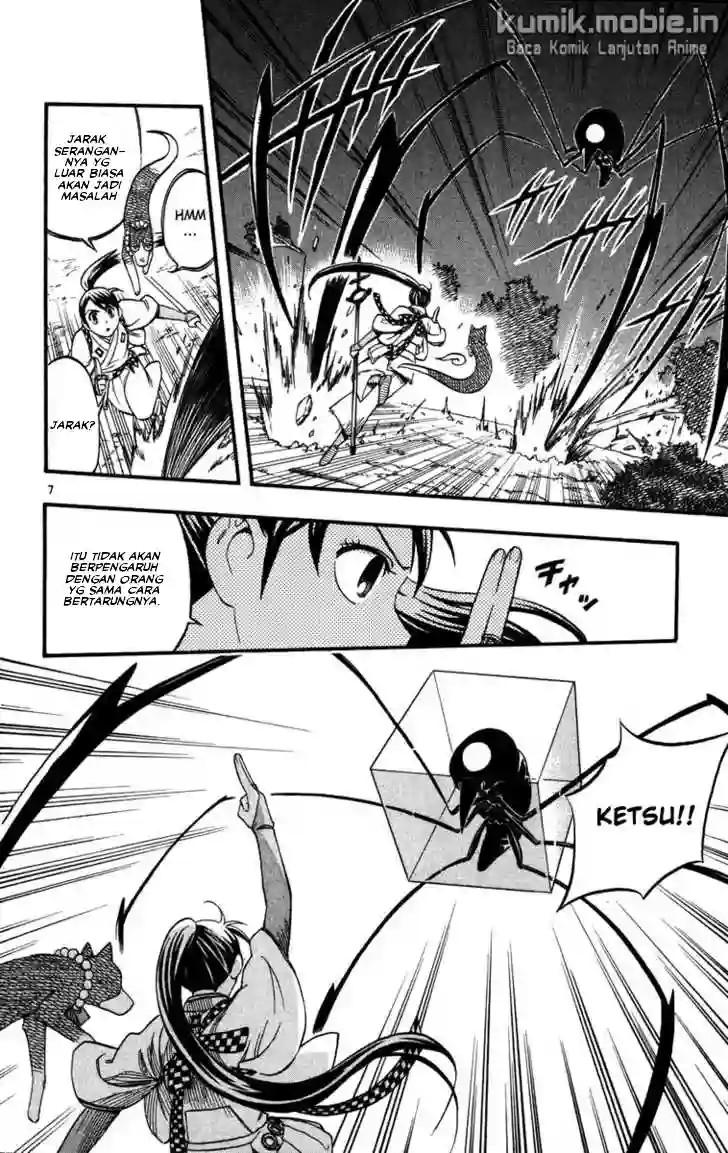 kumik.mobie.in
Baca Komik Lanjutan Anime
JARAK
SERANGAN-
NYA YG
LUAR BIASA
AKAN JADI
MASALAH
HMM
...
JARAK?
7
ITU TIDAK AKAN
BERPENGARUH
DENGAN ORANG
YG SAMA CARA
BERTARUNGNYA.
チャッ
KETSU!!